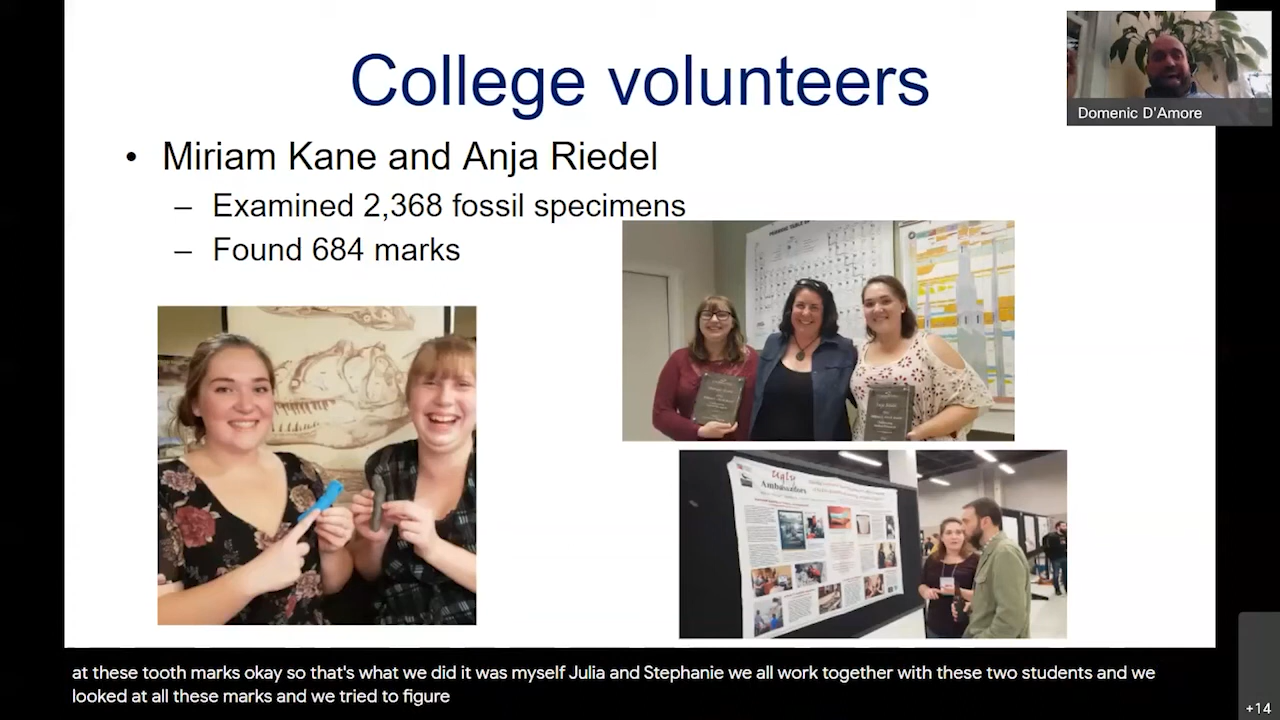 College volunteers
Domenic D'Amore
• Miriam Kane and Anja Riedel
– Examined 2,368 fossil specimens
– Found 684 marks
Ugly
Ambassadors
at these tooth marks okay so that's what we did it was myself Julia and Stephanie we all work together with these two students and we
looked at all these marks and we tried to figure
+14